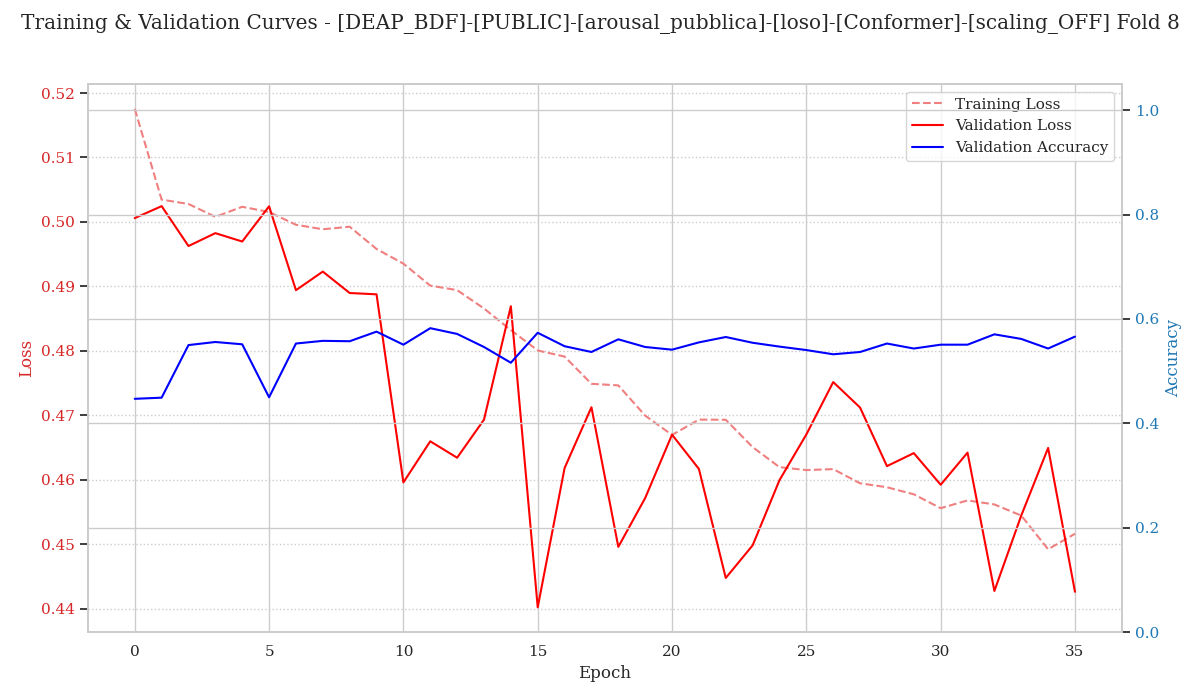 Training & Validation Curves - [DEAP_BDF]-[PUBLIC]-[arousal_pubblica]-[loso]-[Conformer]-[scaling_OFF] Fold 8
Training Loss
Validation Loss
Validation Accuracy
0.52
0.51
0.50
0.49
0.48
0.47
0.46
0.45
0.44
Loss
1.0
0.8
0.6
0.4
0.2
0.0
Accuracy
0 5 10 15 20 25 30 35
Epoch